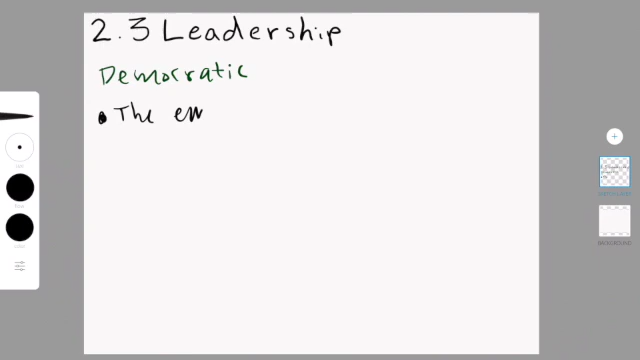 2.3 Leadership
Democratic
• The em